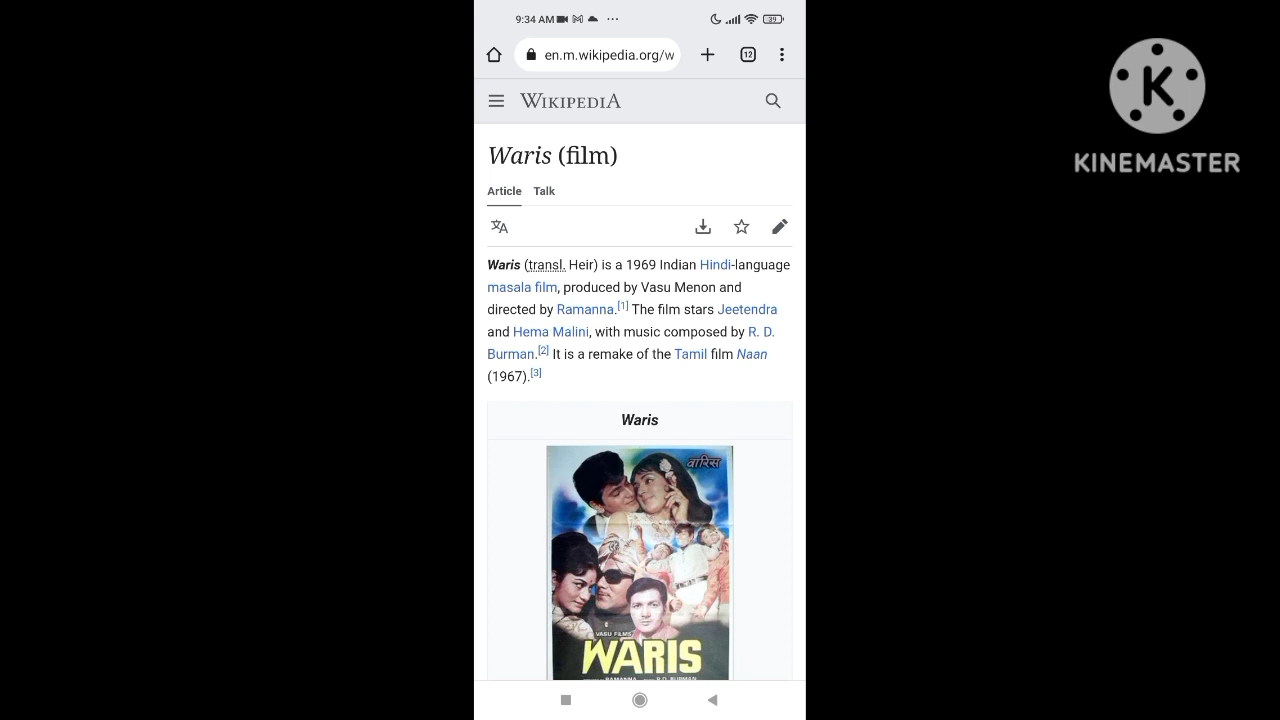 9:34 AM
39
en.m.wikipedia.org/w
12
WIKIPEDIA
Waris (film)
Article Talk
Waris (transl. Heir) is a 1969 Indian Hindi-language
masala film, produced by Vasu Menon and
directed by Ramanna.[1] The film stars Jeetendra
and Hema Malini, with music composed by R. D.
Burman.[2] It is a remake of the Tamil film Naan
(1967).[3]
Waris
वारिस
VASU FILMS
WARIS
RAMANNA R.D. BURMAN
K
KINEMASTER